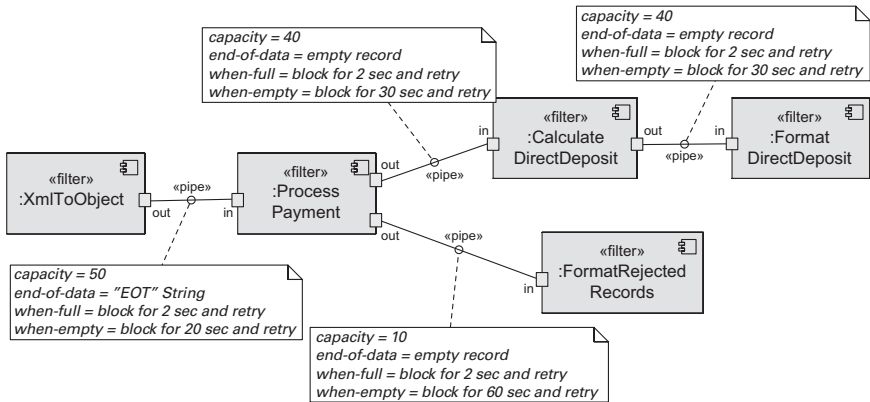 capacity = 40
end-of-data = empty record
when-full = block for 2 sec and retry
when-empty = block for 30 sec and retry
capacity = 40
end-of-data = empty record
when-full = block for 2 sec and retry
when-empty = block for 30 sec and retry
«filter»
:XmlToObject
out
«pipe»
in
«filter»
:Process
Payment
out
out
«pipe»
in
«filter»
:Calculate
DirectDeposit
out
«pipe»
in
«filter»
:Format
DirectDeposit
«pipe»
in
«filter»
:FormatRejected
Records
capacity = 50
end-of-data = ”EOT” String
when-full = block for 2 sec and retry
when-empty = block for 20 sec and retry
capacity = 10
end-of-data = empty record
when-full = block for 2 sec and retry
when-empty = block for 60 sec and retry